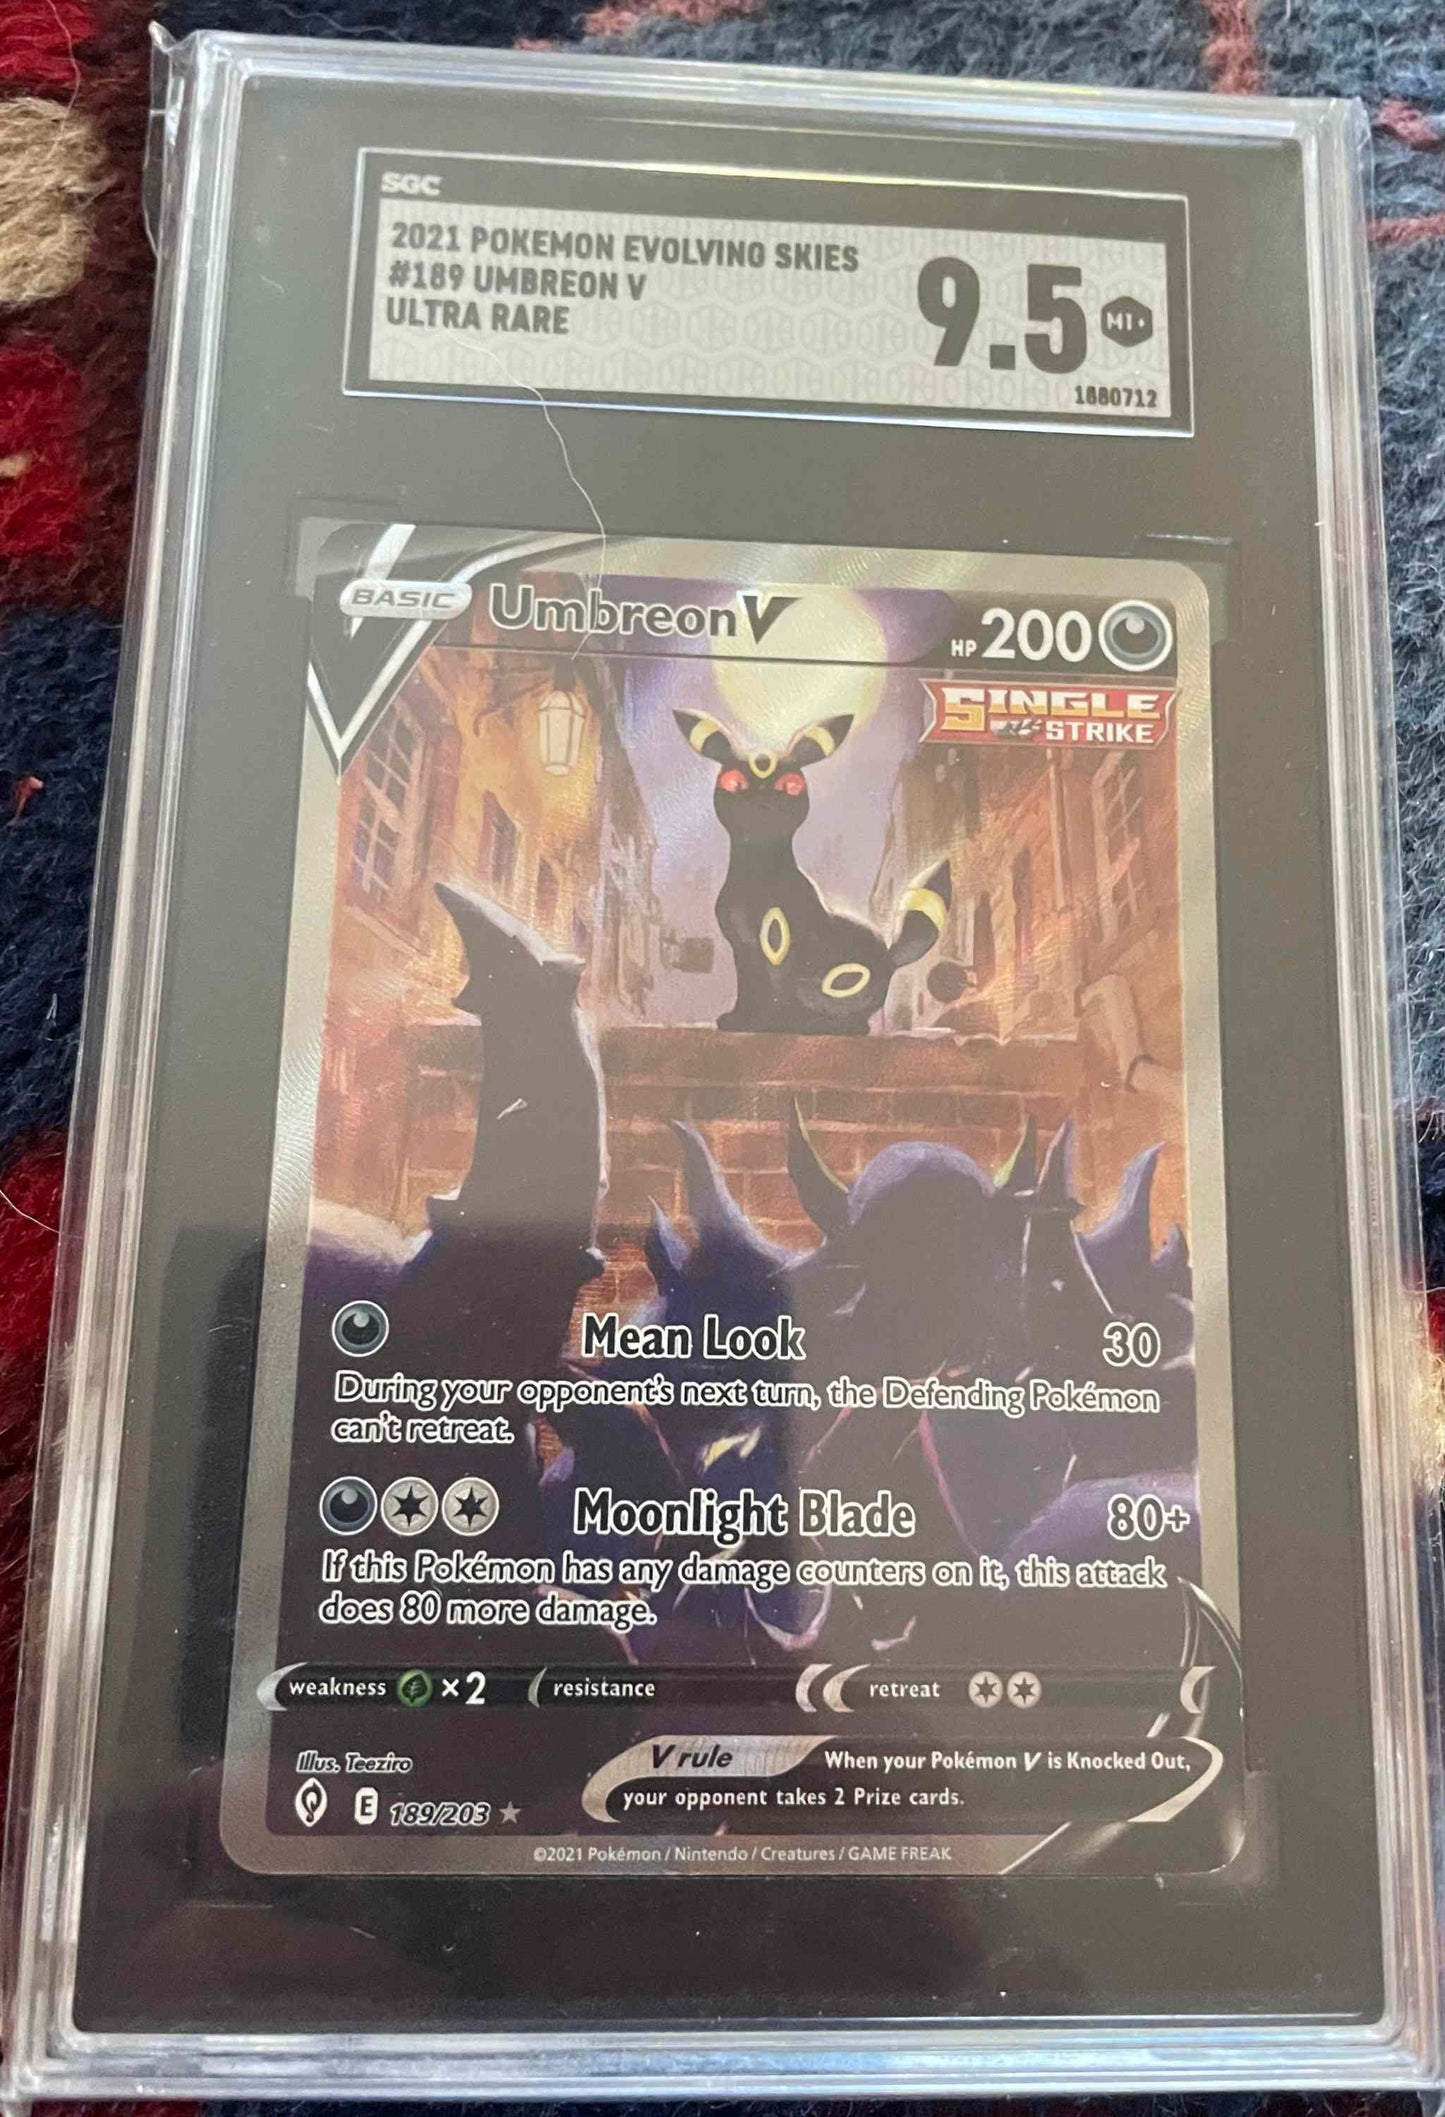 SGC
2021 POKEMON EVOLVING SKIES
#189 UMBREON V
ULTRA RARE
9.5
MT+
1880712
BASIC
Umbreon V
HP 200
SINGLE
STRIKE
Mean Look 30
During your opponent's next turn, the Defending Pokémon
can't retreat.
Moonlight Blade 80+
If this Pokémon has any damage counters on it, this attack
does 80 more damage.
weakness ×2 resistance retreat
Illus. Teeziro
V rule When your Pokémon V is Knocked Out,
your opponent takes 2 Prize cards.
E 189/203
©2021 Pokémon / Nintendo / Creatures / GAME FREAK